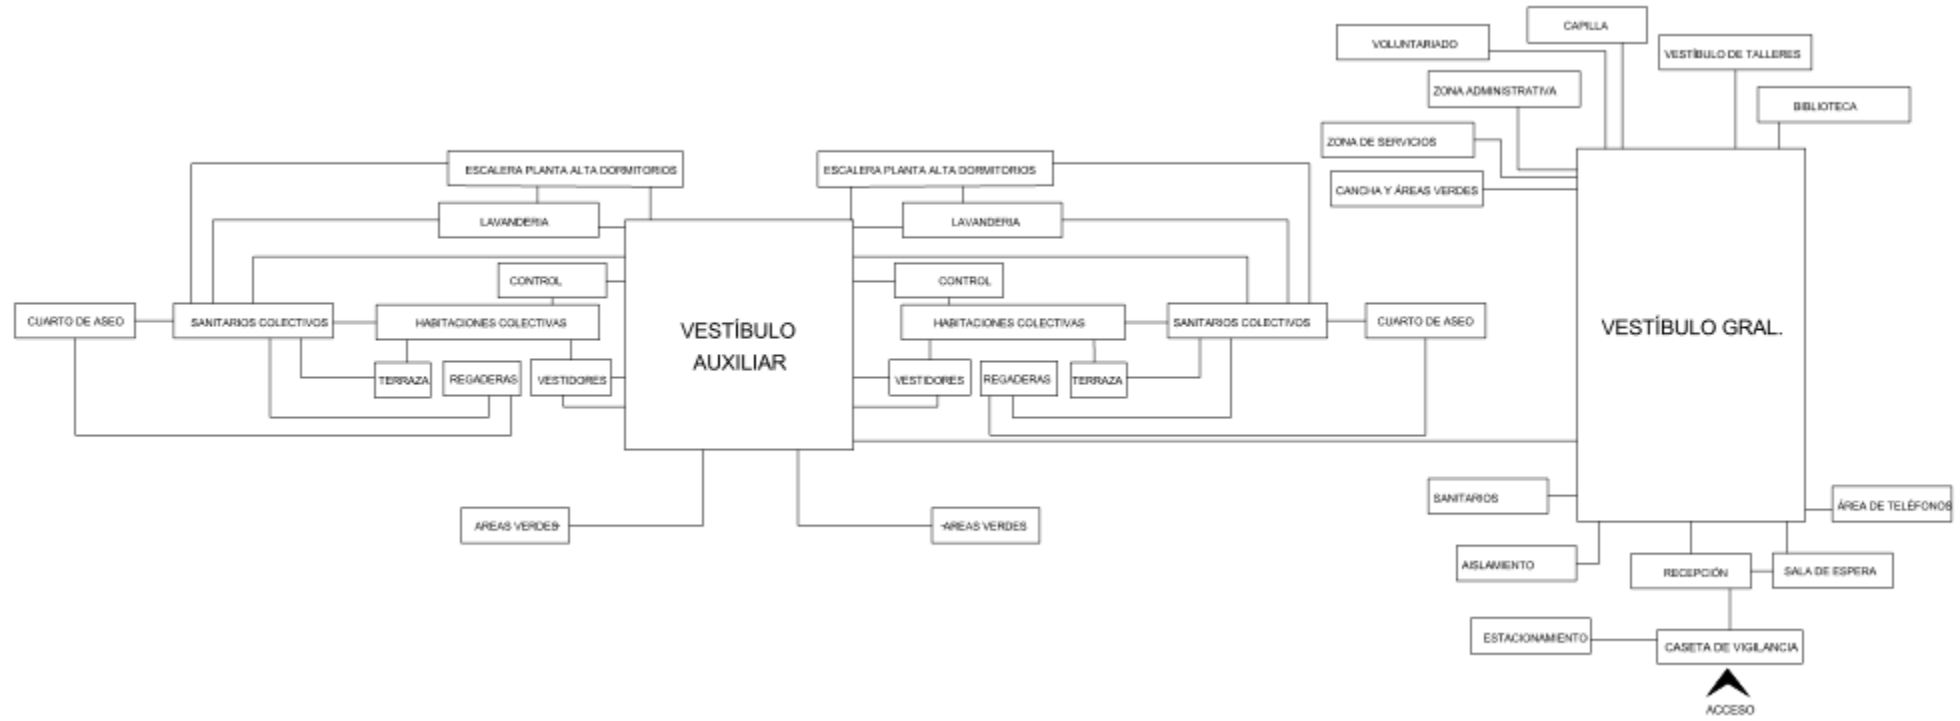 CAPILLA
VOLUNTARIADO
VESTÍBULO DE TALLERES
ZONA ADMINISTRATIVA
BIBLIOTECA
ZONA DE SERVICIOS
CANCHA Y ÁREAS VERDES
ESCALERA PLANTA ALTA DORMITORIOS
ESCALERA PLANTA ALTA DORMITORIOS
LAVANDERIA
LAVANDERIA
CONTROL
CONTROL
CUARTO DE ASEO
SANITARIOS COLECTIVOS
HABITACIONES COLECTIVAS
VESTÍBULO
AUXILIAR
HABITACIONES COLECTIVAS
SANITARIOS COLECTIVOS
CUARTO DE ASEO
VESTÍBULO GRAL.
TERRAZA
REGADERAS
VESTIDORES
VESTIDORES
REGADERAS
TERRAZA
SANITARIOS
ÁREA DE TELÉFONOS
AREAS VERDES
AREAS VERDES
AISLAMIENTO
RECEPCIÓN
SALA DE ESPERA
ESTACIONAMIENTO
CASETA DE VIGILANCIA
ACCESO